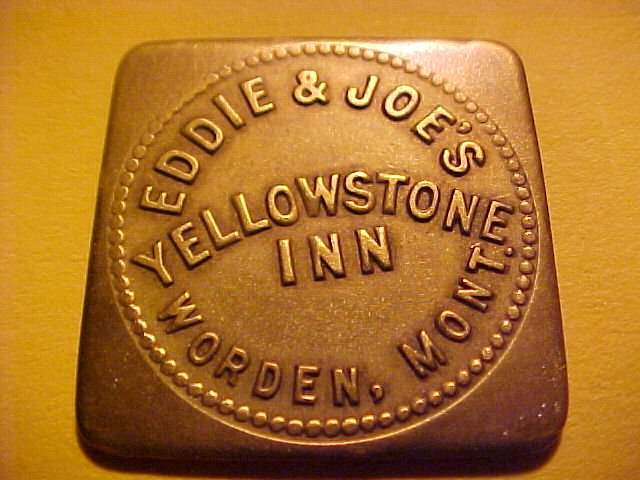 EDDIE & JOE'S
YELLOWSTONE
INN
WORDEN, MONT.